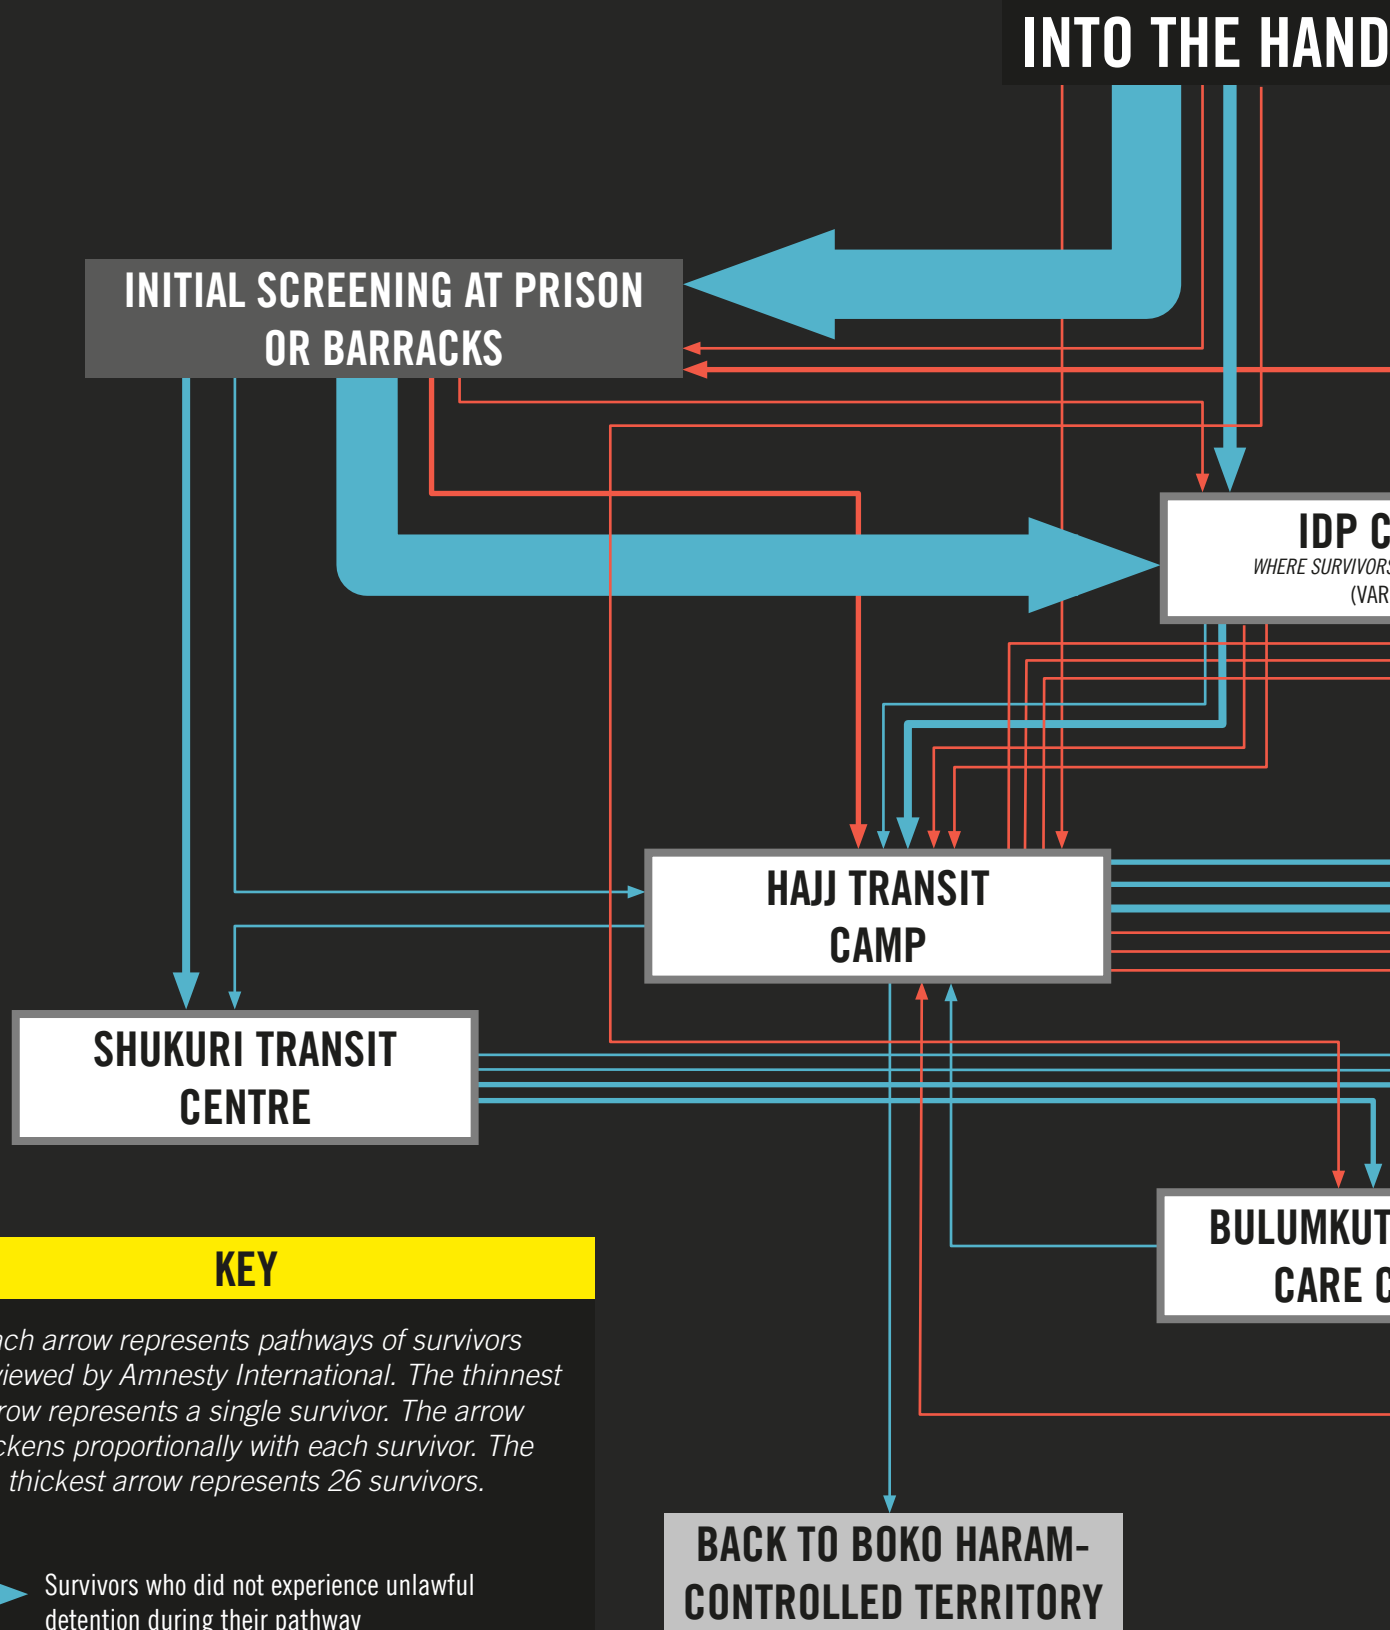 INTO THE HAND
INITIAL SCREENING AT PRISON
OR BARRACKS
IDP C
WHERE SURVIVORS
(VAR
HAJJ TRANSIT
CAMP
SHUKURI TRANSIT
CENTRE
BULUMKUT
CARE C
KEY
ach arrow represents pathways of survivors
viewed by Amnesty International. The thinnest
row represents a single survivor. The arrow
ckens proportionally with each survivor. The
thickest arrow represents 26 survivors.
Survivors who did not experience unlawful
detention during their pathway
BACK TO BOKO HARAM-
CONTROLLED TERRITORY